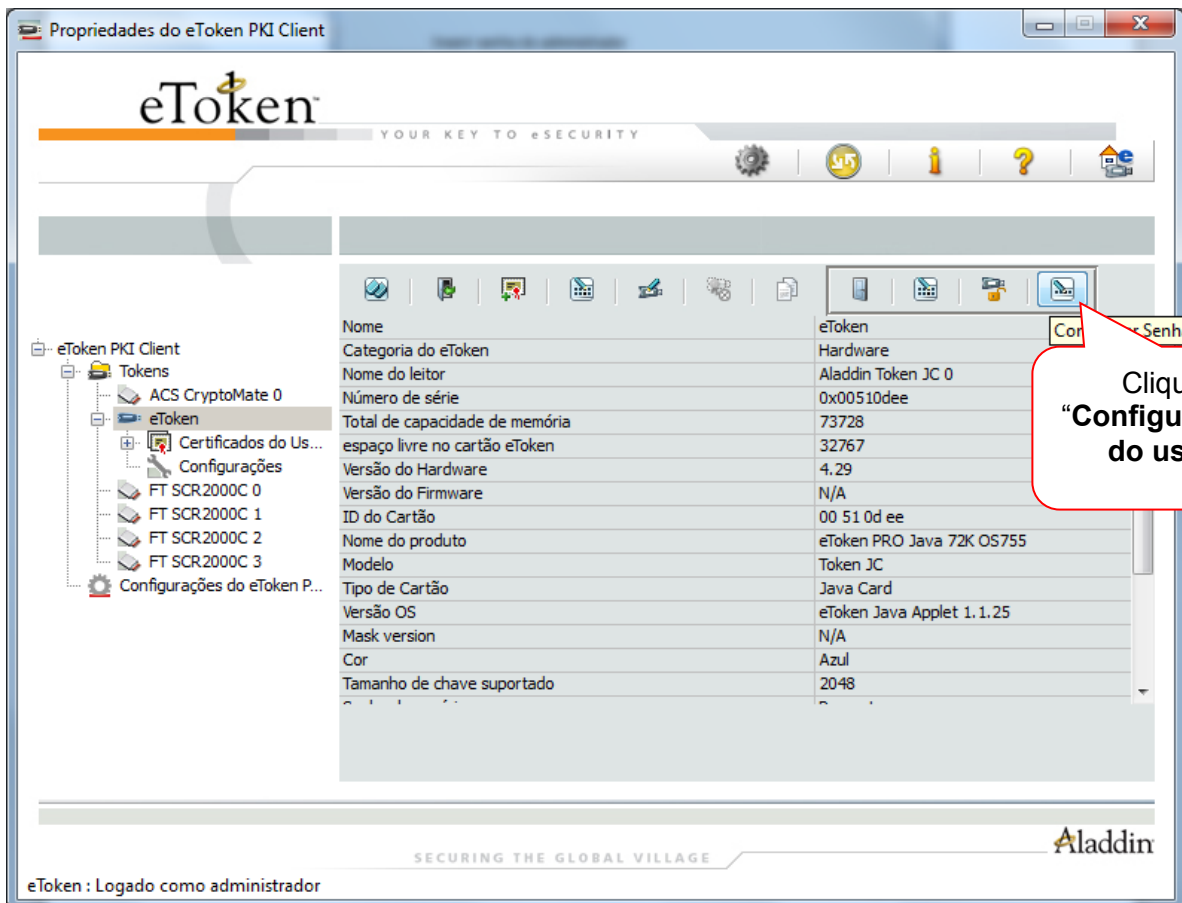 Propriedades do eToken PKI Client
eToken
YOUR KEY TO eSECURITY
eToken PKI Client
Tokens
ACS CryptoMate 0
eToken
Certificados do Us...
Configurações
FT SCR2000C 0
FT SCR2000C 1
FT SCR2000C 2
FT SCR2000C 3
Configurações do eToken P...
Nome eToken
Categoria do eToken Hardware
Nome do leitor Aladdin Token JC 0
Número de série 0x00510dee
Total de capacidade de memória 73728
espaço livre no cartão eToken 32767
Versão do Hardware 4.29
Versão do Firmware N/A
ID do Cartão 00 51 0d ee
Nome do produto eToken PRO Java 72K OS755
Modelo Token JC
Tipo de Cartão Java Card
Versão OS eToken Java Applet 1.1.25
Mask version N/A
Cor Azul
Tamanho de chave suportado 2048
Senha
Cliqu
“Configu
do us
SECURING THE GLOBAL VILLAGE
Aladdin
eToken : Logado como administrador